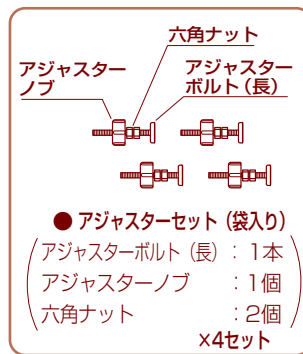 六角ナット
アジャスター
ノブ
アジャスター
ボルト(長)
● アジャスターセット(袋入り)
アジャスターボルト(長) : 1本
アジャスターノブ : 1個
六角ナット : 2個
×4セット